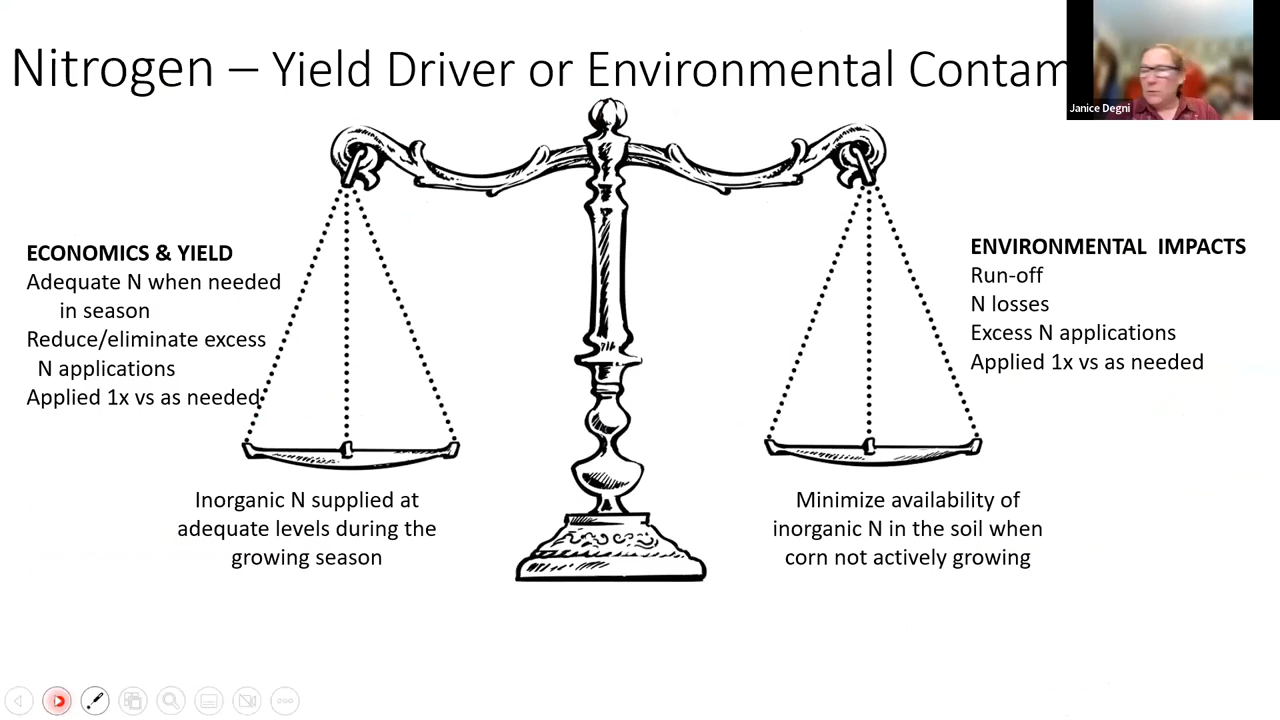 Nitrogen – Yield Driver or Environmental Contam
Janice Degni
ECONOMICS & YIELD
Adequate N when needed
in season
Reduce/eliminate excess
N applications
Applied 1x vs as needed
ENVIRONMENTAL IMPACTS
Run-off
N losses
Excess N applications
Applied 1x vs as needed
Inorganic N supplied at
adequate levels during the
growing season
Minimize availability of
inorganic N in the soil when
corn not actively growing